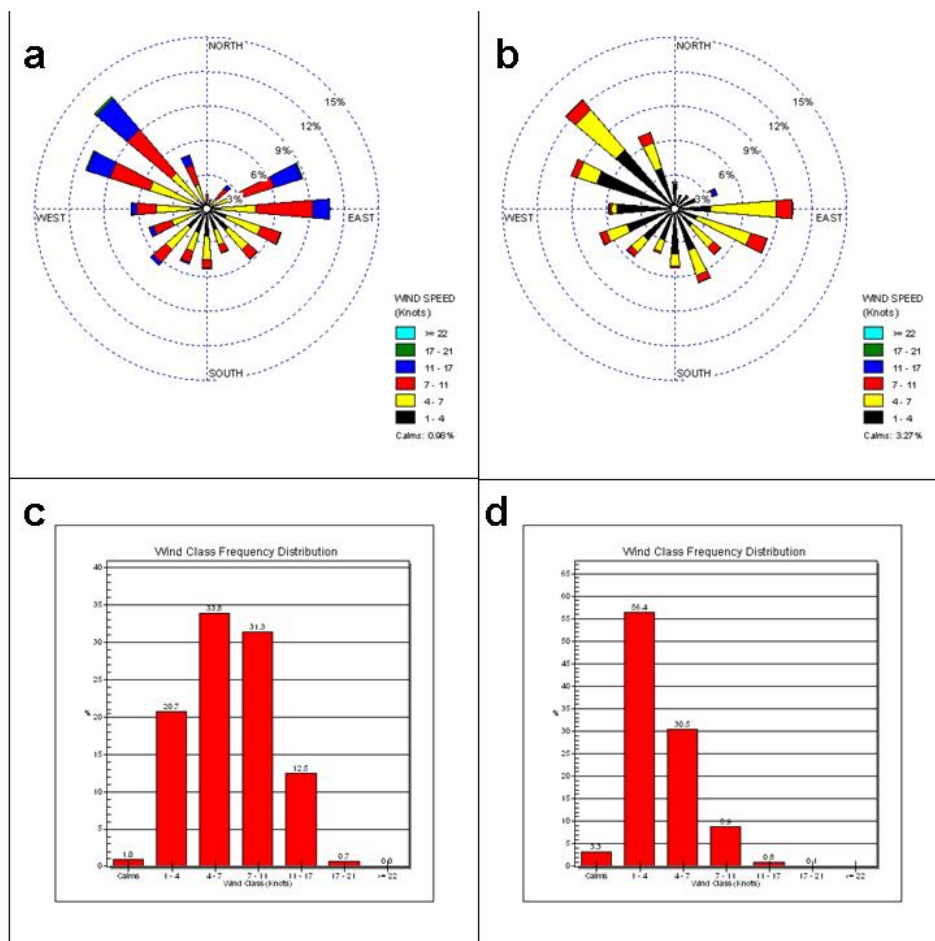 a
NORTH
15%
12%
9%
6%
3%
WEST
EAST
SOUTH
WIND SPEED
(Knots)
>= 22
17 - 21
11 - 17
7 - 11
4 - 7
1 - 4
Calms: 0.98%
b
NORTH
15%
12%
9%
6%
3%
WEST
EAST
SOUTH
WIND SPEED
(Knots)
>= 22
17 - 21
11 - 17
7 - 11
4 - 7
1 - 4
Calms: 3.27%
c
Wind Class Frequency Distribution
40
35
30
25
20
15
10
5
0
%
1.0
20.7
33.8
31.3
12.5
0.7
0.0
Calms 1 - 4 4 - 7 7 - 11 11 - 17 17 - 21 >= 22
Wind Class (Knots)
d
Wind Class Frequency Distribution
65
60
55
50
45
40
35
30
25
20
15
10
5
0
%
3.3
56.4
30.5
8.9
0.8
0.1
Calms 1 - 4 4 - 7 7 - 11 11 - 17 17 - 21 >= 22
Wind Class (Knots)